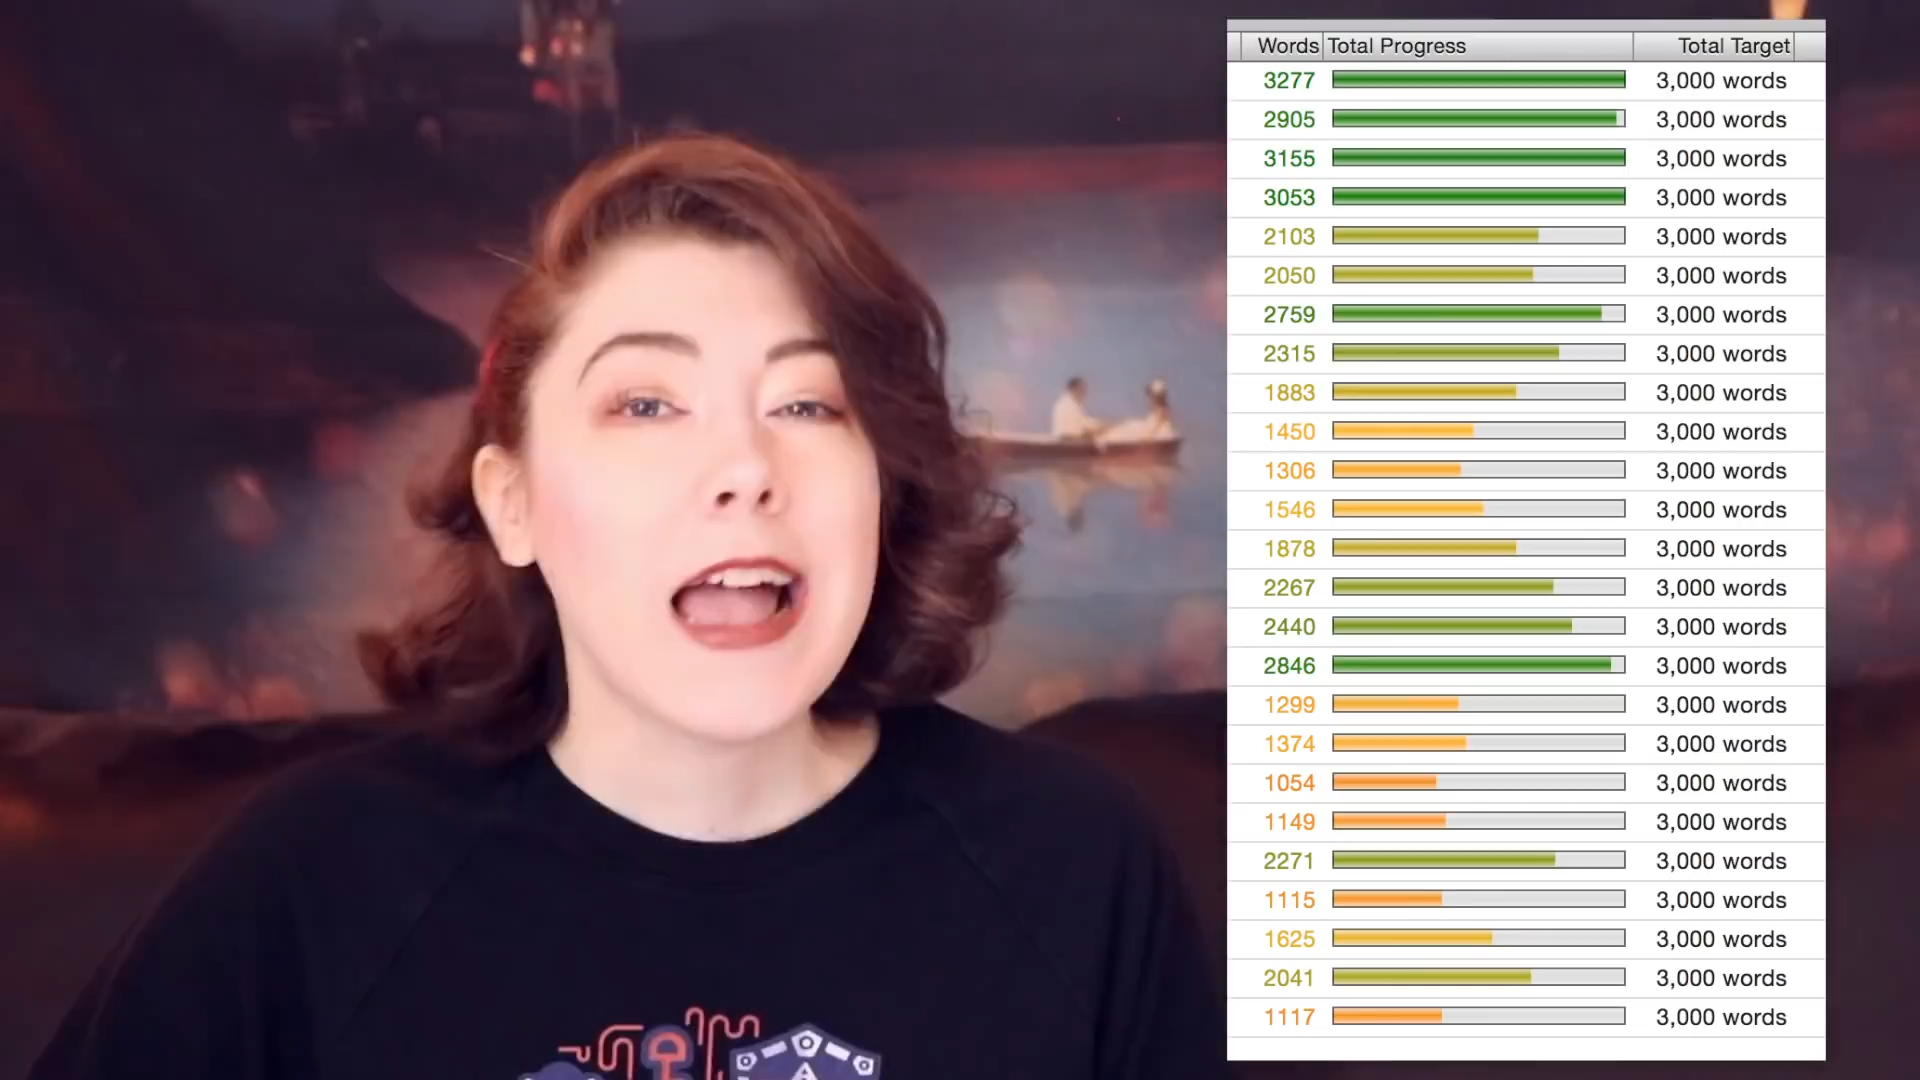 Words Total Progress Total Target
3277 3,000 words
2905 3,000 words
3155 3,000 words
3053 3,000 words
2103 3,000 words
2050 3,000 words
2759 3,000 words
2315 3,000 words
1883 3,000 words
1450 3,000 words
1306 3,000 words
1546 3,000 words
1878 3,000 words
2267 3,000 words
2440 3,000 words
2846 3,000 words
1299 3,000 words
1374 3,000 words
1054 3,000 words
1149 3,000 words
2271 3,000 words
1115 3,000 words
1625 3,000 words
2041 3,000 words
1117 3,000 words